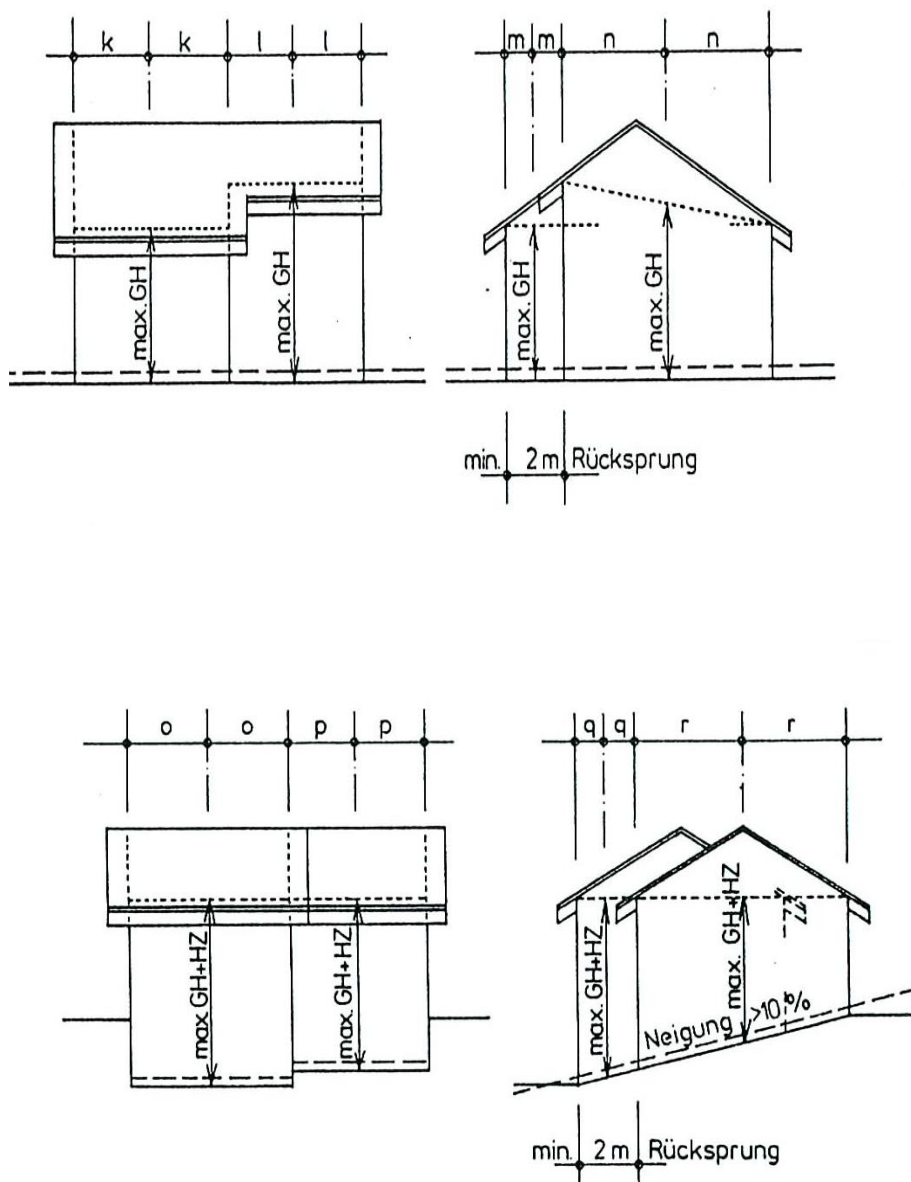 k k l l
m m n n
max. GH
max. GH
max. GH
max. GH
min. 2 m Rücksprung
o o p p
q q r r
max. GH+HZ
max. GH+HZ
max. GH+HZ
max. GH+HZ
Neigung >10 %
min. 2 m Rücksprung